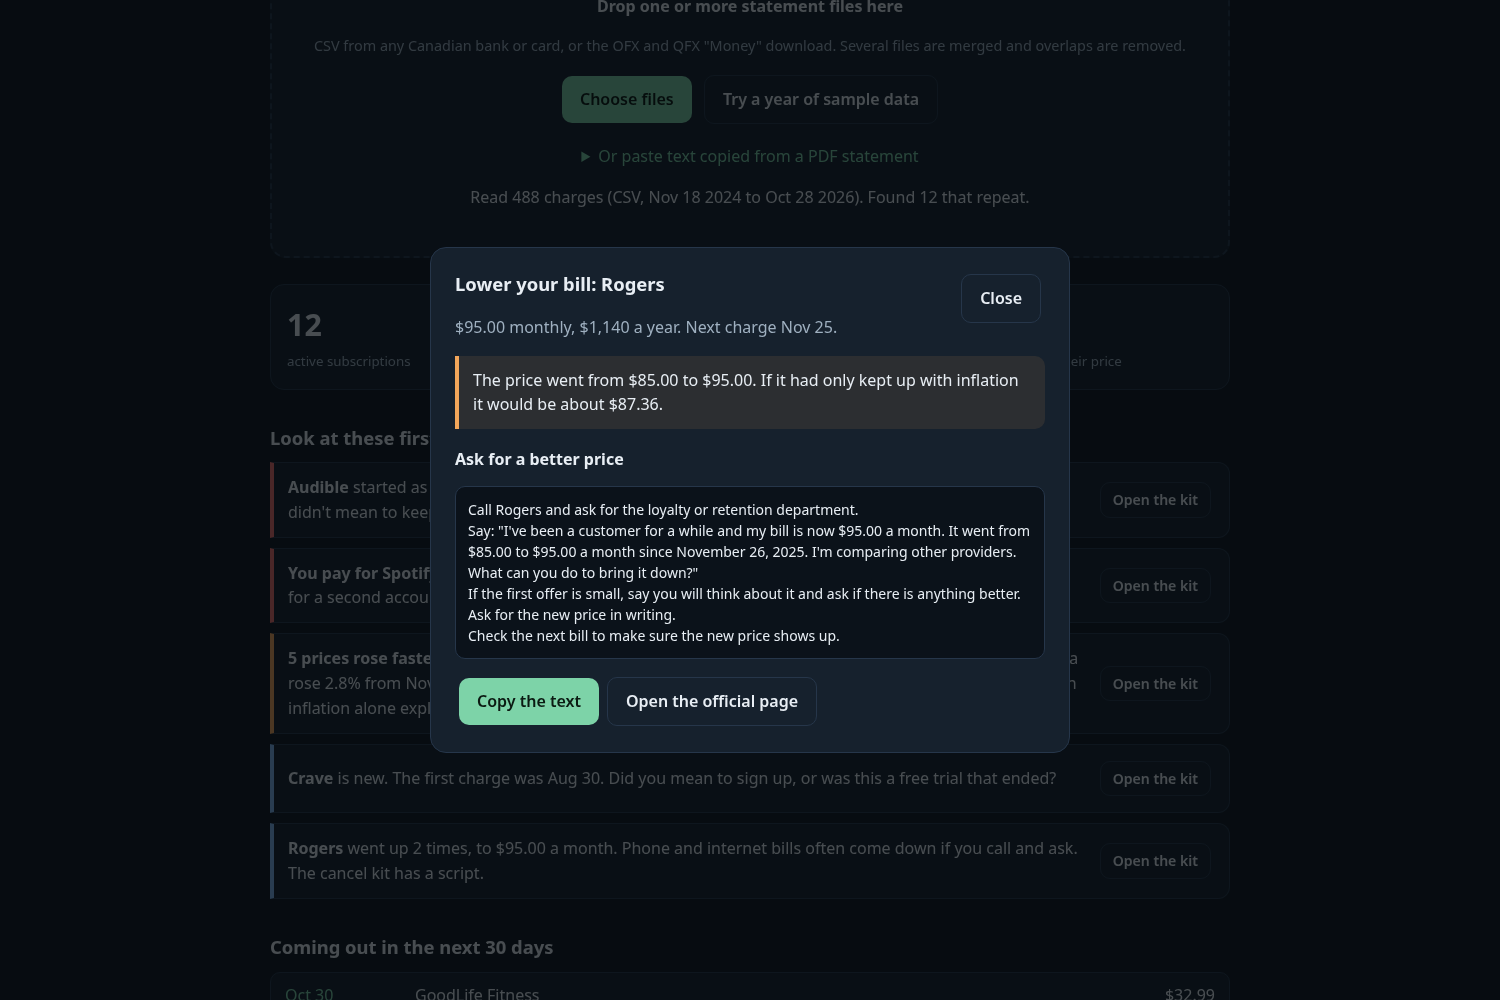 Drop one or more statement files here
CSV from any Canadian bank or card, or the OFX and QFX "Money" download. Several files are merged and overlaps are removed.
Choose files
Try a year of sample data
▶ Or paste text copied from a PDF statement
Read 488 charges (CSV, Nov 18 2024 to Oct 28 2026). Found 12 that repeat.
12
active subscriptions
eir price
Lower your bill: Rogers
Close
$95.00 monthly, $1,140 a year. Next charge Nov 25.
The price went from $85.00 to $95.00. If it had only kept up with inflation
it would be about $87.36.
Ask for a better price
Call Rogers and ask for the loyalty or retention department.
Say: "I've been a customer for a while and my bill is now $95.00 a month. It went from
$85.00 to $95.00 a month since November 26, 2025. I'm comparing other providers.
What can you do to bring it down?"
If the first offer is small, say you will think about it and ask if there is anything better.
Ask for the new price in writing.
Check the next bill to make sure the new price shows up.
Copy the text
Open the official page
Look at these firs
Audible started as
didn't mean to kee
Open the kit
You pay for Spotif
for a second accou
Open the kit
5 prices rose faste
rose 2.8% from Nov
inflation alone expl
Open the kit
Crave is new. The first charge was Aug 30. Did you mean to sign up, or was this a free trial that ended?
Open the kit
Rogers went up 2 times, to $95.00 a month. Phone and internet bills often come down if you call and ask.
The cancel kit has a script.
Open the kit
Coming out in the next 30 days
Oct 30
GoodLife Fitness
$32.99